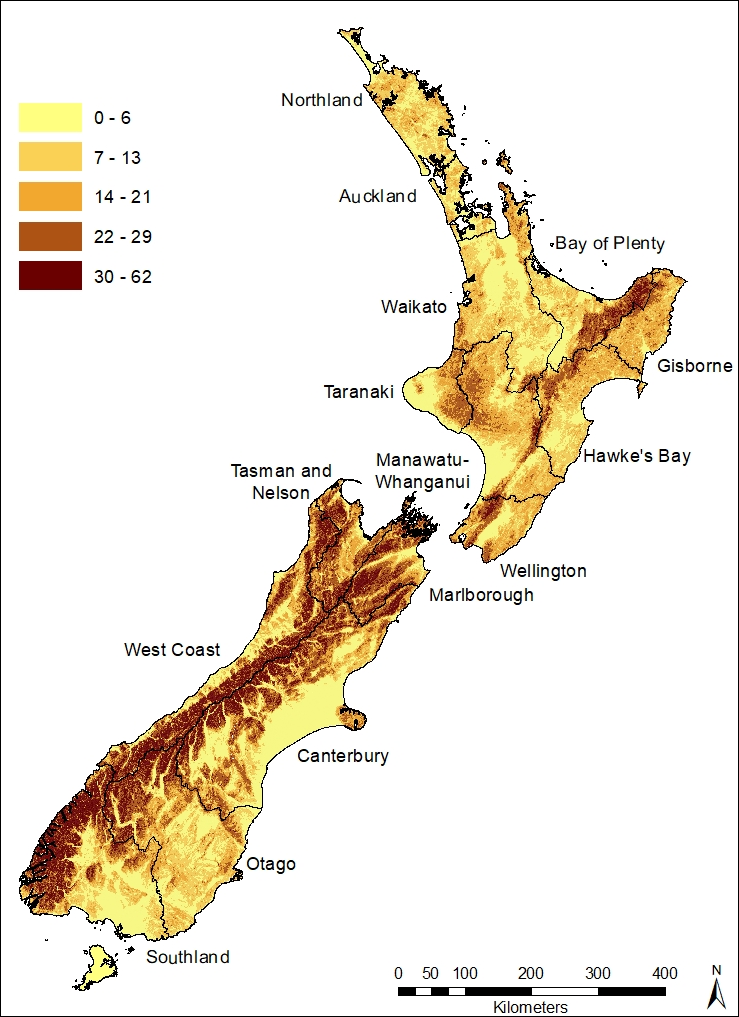 Northland
0 - 6
7 - 13
14 - 21
22 - 29
30 - 62
Auckland
Bay of Plenty
Waikato
Gisborne
Taranaki
Hawke's Bay
Manawatu-
Whanganui
Tasman and
Nelson
Wellington
Marlborough
West Coast
Canterbury
Otago
Southland
0 50 100 200 300 400
Kilometers
N